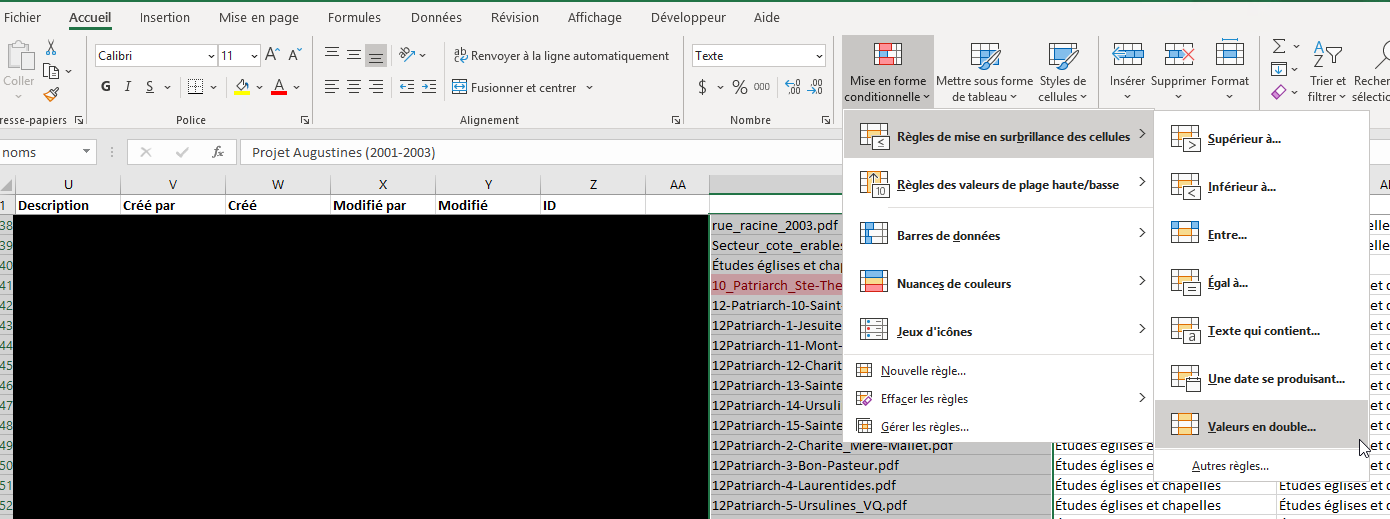 Fichier Accueil Insertion Mise en page Formules Données Révision Affichage Développeur Aide
Calibri 11 Renvoyer à la ligne automatiquement Texte Mise en forme Mettre sous forme Styles de Insérer Supprimer Format Trier et Recher
Coller G I S A Fusionner et centrer $ % 000 conditionnelle de tableau cellules filtrer sélectio
resse-papiers Police Alignement Nombre
noms fx Projet Augustines (2001-2003)
U V W X Y Z AA
1 Description Créé par Créé Modifié par Modifié ID
38 rue_racine_2003.pdf
39 Secteur_cote_erables
40 Études églises et chap
41 10_Patriarch_Ste-The
42 12-Patriarch-10-Saint
43 12Patriarch-1-Jesuite
44 12Patriarch-11-Mont-
45 12Patriarch-12-Charit
46 12Patriarch-13-Sainte
47 12Patriarch-14-Ursuli
48 12Patriarch-15-Sainte
49 12Patriarch-2-Charite_Mere-Mallet.pdf Études églises et
50 12Patriarch-3-Bon-Pasteur.pdf Études églises et
51 12Patriarch-4-Laurentides.pdf Études églises et chapelles Études églises et chapelles
52 12Patriarch-5-Ursulines_VQ.pdf Études églises et chapelles Études églises et chapelles
Règles de mise en surbrillance des cellules
Règles des valeurs de plage haute/basse
Barres de données
Nuances de couleurs
Jeux d'icônes
Nouvelle règle...
Effacer les règles
Gérer les règles...
Supérieur à...
Inférieur à...
Entre...
Égal à...
Texte qui contient...
Une date se produisant...
Valeurs en double...
Autres règles...